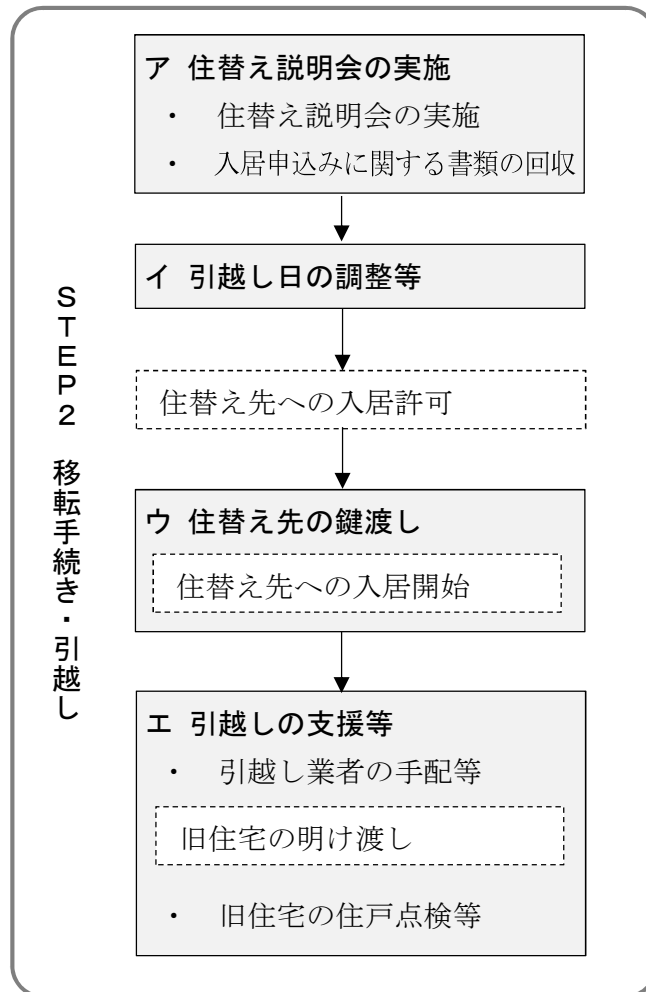 STEP2 移転手続き・引越し
ア 住替え説明会の実施
・ 住替え説明会の実施
・ 入居申込みに関する書類の回収
イ 引越し日の調整等
住替え先への入居許可
ウ 住替え先の鍵渡し
住替え先への入居開始
エ 引越しの支援等
・ 引越し業者の手配等
旧住宅の明け渡し
・ 旧住宅の住戸点検等